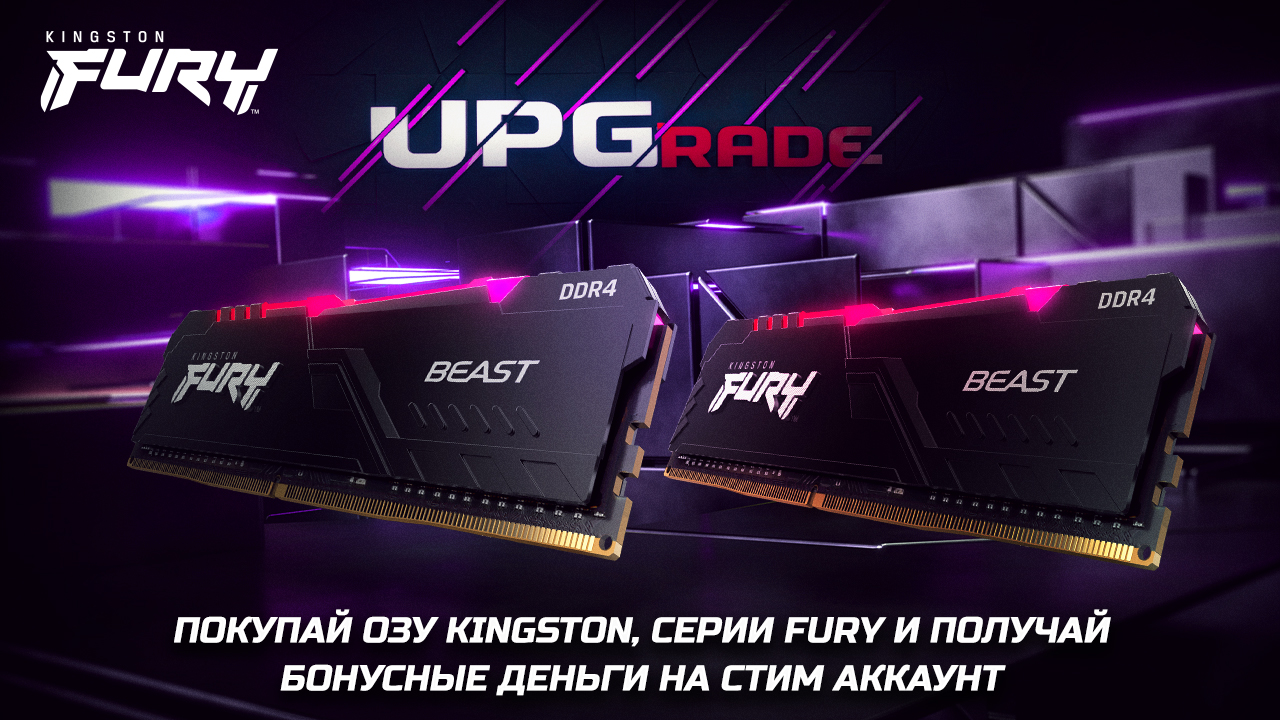 KINGSTON
FURY™
UPGRADE
DDR4
KINGSTON
FURY
BEAST
DDR4
KINGSTON
FURY
BEAST
ПОКУПАЙ ОЗУ KINGSTON, СЕРИИ FURY И ПОЛУЧАЙ
БОНУСНЫЕ ДЕНЬГИ НА СТИМ АККАУНТ